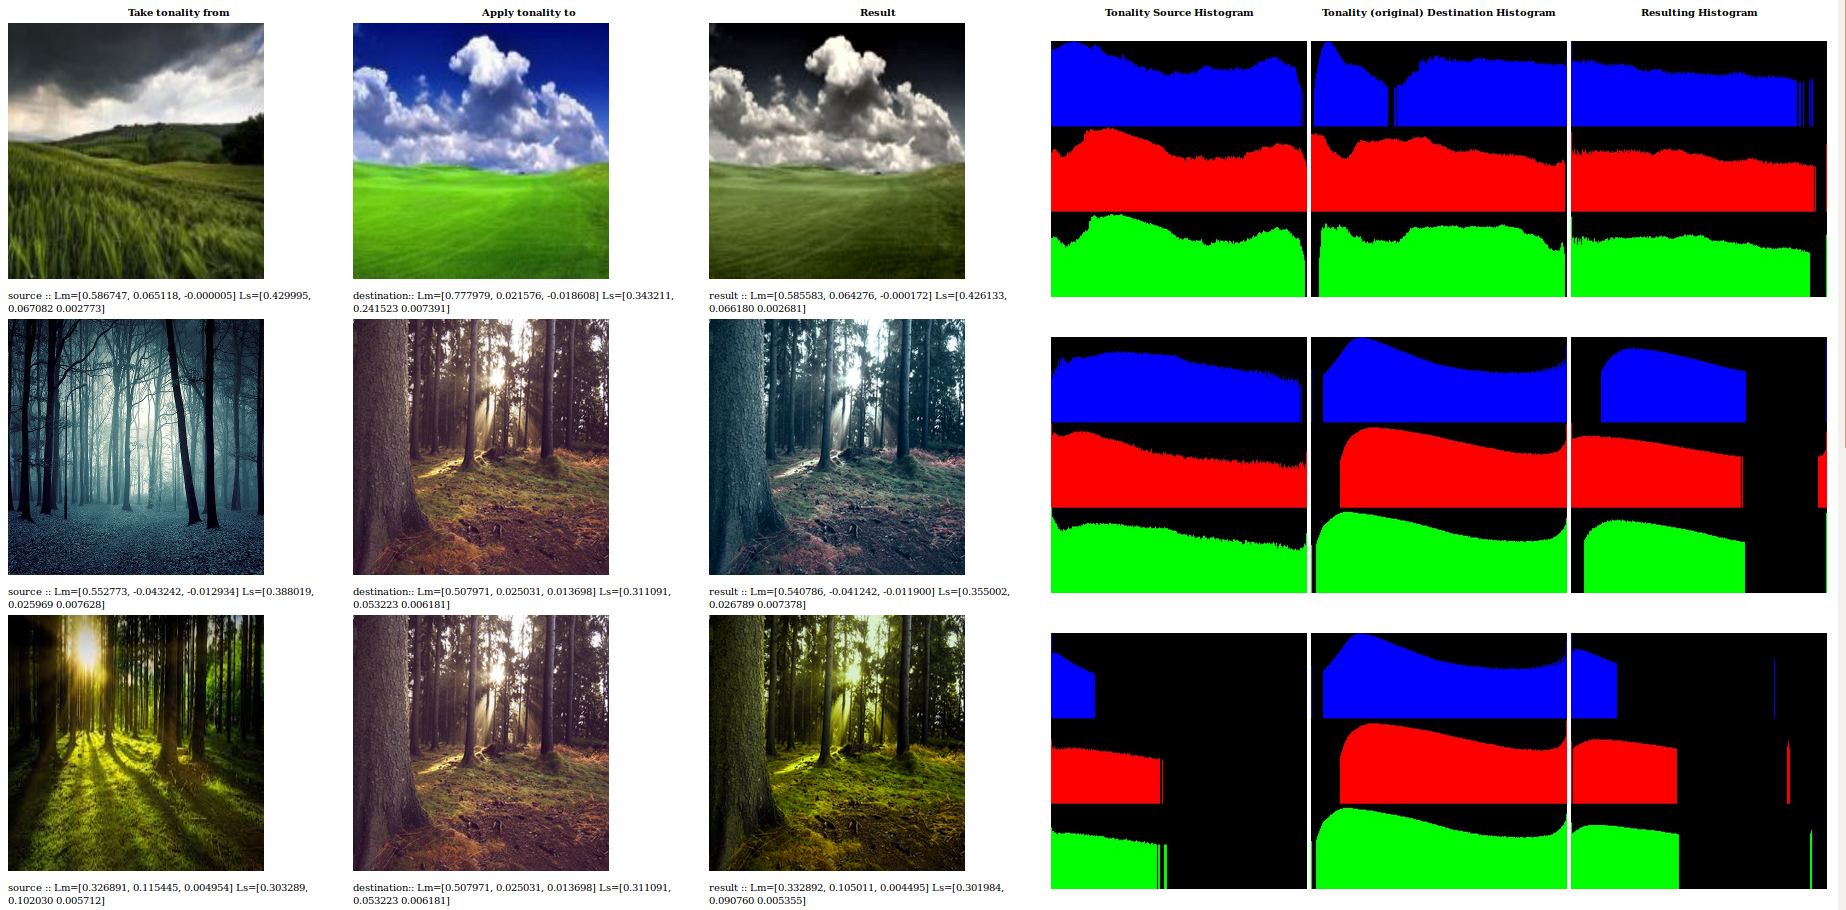 Take tonality from
Apply tonality to
Result
Tonality Source Histogram
Tonality (original) Destination Histogram
Resulting Histogram
source :: Lm=[0.586747, 0.065118, -0.000005] Ls=[0.429995,
0.067082 0.002773]
destination:: Lm=[0.777979, 0.021576, -0.018608] Ls=[0.343211,
0.241523 0.007391]
result :: Lm=[0.585583, 0.064276, -0.000172] Ls=[0.426133,
0.066180 0.002681]
source :: Lm=[0.552773, -0.043242, -0.012934] Ls=[0.388019,
0.025969 0.007628]
destination:: Lm=[0.507971, 0.025031, 0.013698] Ls=[0.311091,
0.053223 0.006181]
result :: Lm=[0.540786, -0.041242, -0.011900] Ls=[0.355002,
0.026789 0.007378]
source :: Lm=[0.326891, 0.115445, 0.004954] Ls=[0.303289,
0.102030 0.005712]
destination:: Lm=[0.507971, 0.025031, 0.013698] Ls=[0.311091,
0.053223 0.006181]
result :: Lm=[0.332892, 0.105011, 0.004495] Ls=[0.301984,
0.090760 0.005355]